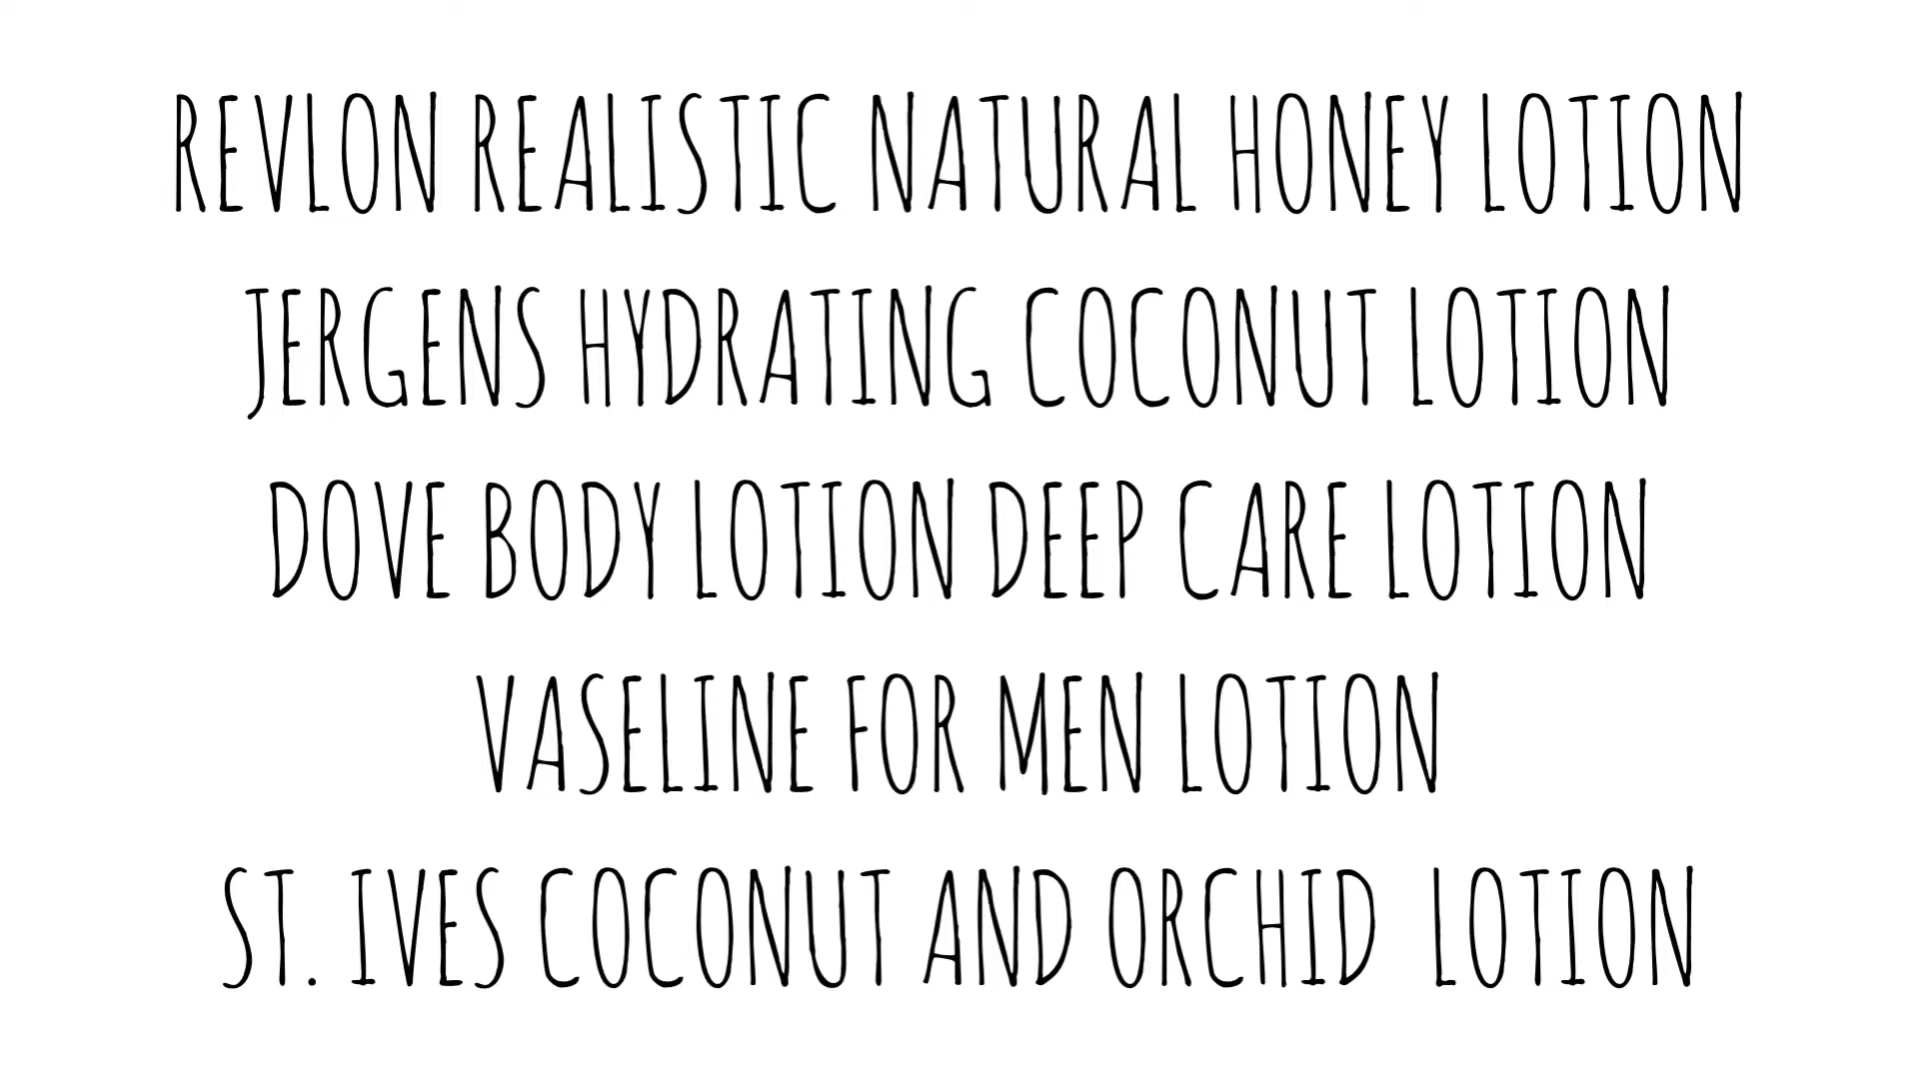 REVLON REALISTIC NATURAL HONEY LOTION
JERGENS HYDRATING COCONUT LOTION
DOVE BODY LOTION DEEP CARE LOTION
VASELINE FOR MEN LOTION
ST. IVES COCONUT AND ORCHID LOTION